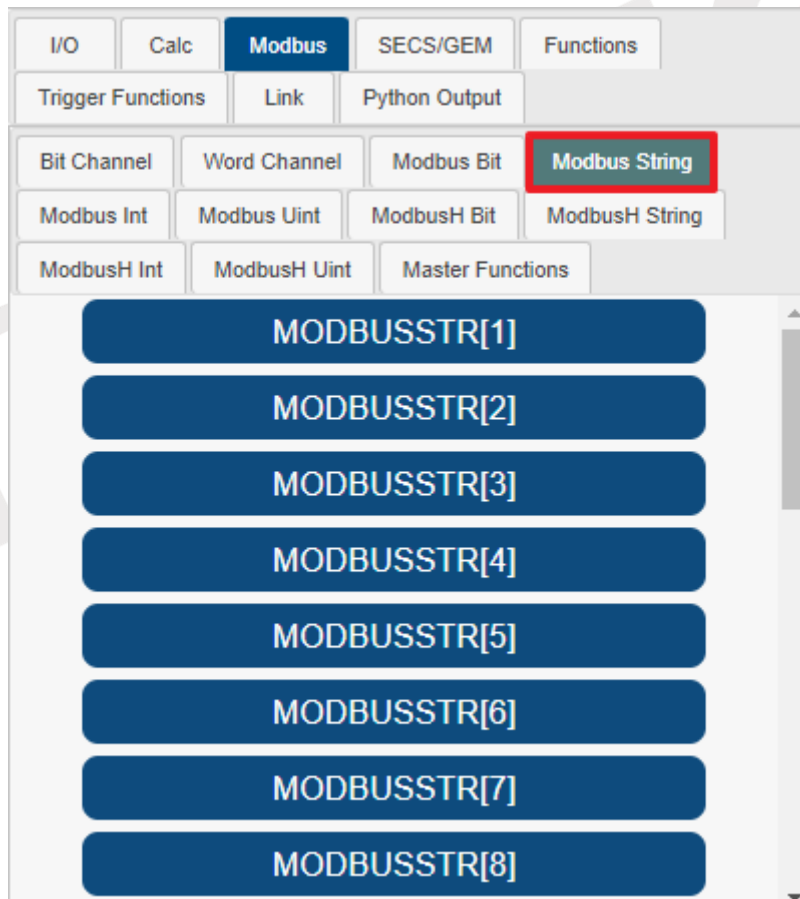 I/O Calc Modbus SECS/GEM Functions
Trigger Functions Link Python Output
Bit Channel Word Channel Modbus Bit Modbus String
Modbus Int Modbus Uint ModbusH Bit ModbusH String
ModbusH Int ModbusH Uint Master Functions
MODBUSSTR[1]
MODBUSSTR[2]
MODBUSSTR[3]
MODBUSSTR[4]
MODBUSSTR[5]
MODBUSSTR[6]
MODBUSSTR[7]
MODBUSSTR[8]